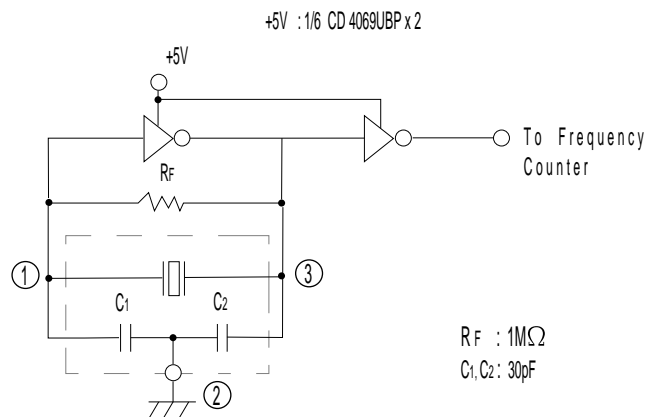 +5V : 1/6 CD 4069UBP x 2
+5V
To Frequency
Counter
RF
1
3
C1
C2
2
RF : 1MΩ
C1, C2 : 30pF